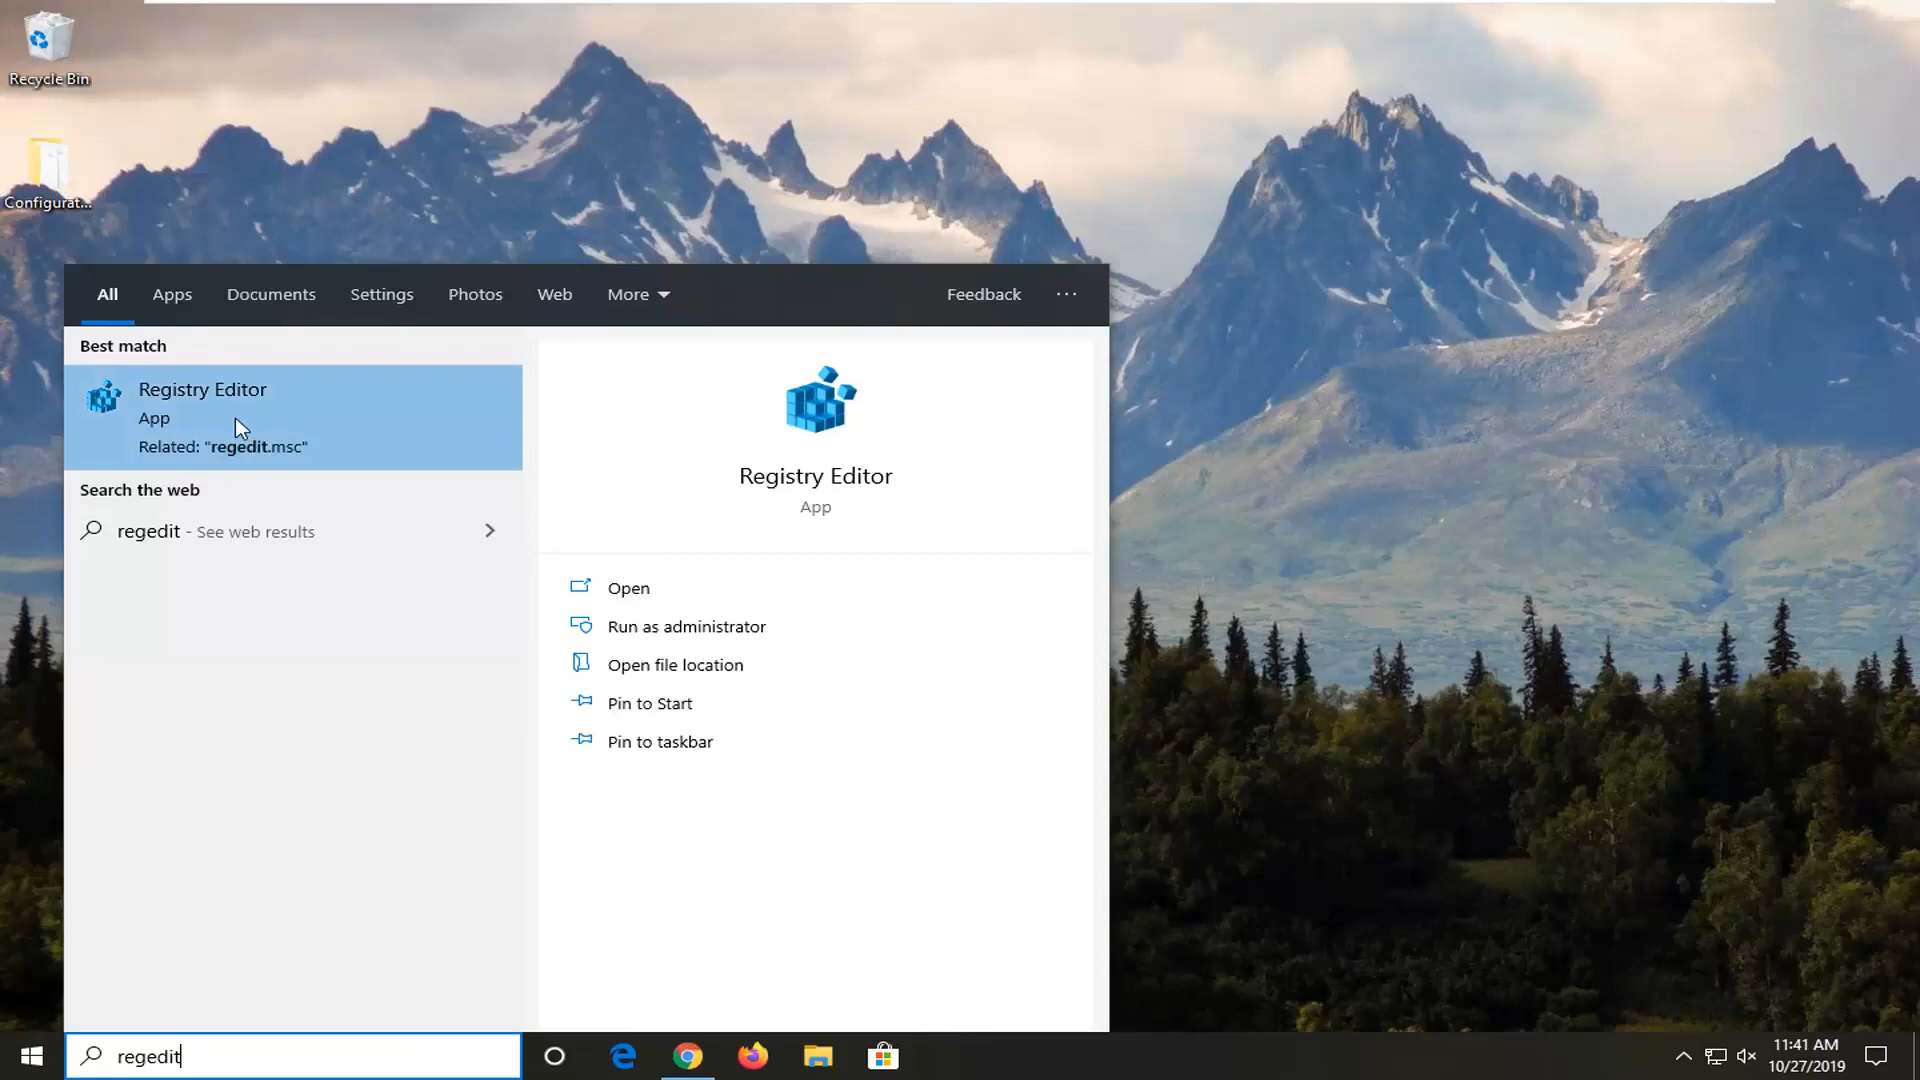 Recycle Bin
Configurat...
All Apps Documents Settings Photos Web More Feedback ···
Best match
Registry Editor
App
Related: "regedit.msc"
Search the web
regedit - See web results
Registry Editor
App
Open
Run as administrator
Open file location
Pin to Start
Pin to taskbar
regedit
11:41 AM
10/27/2019